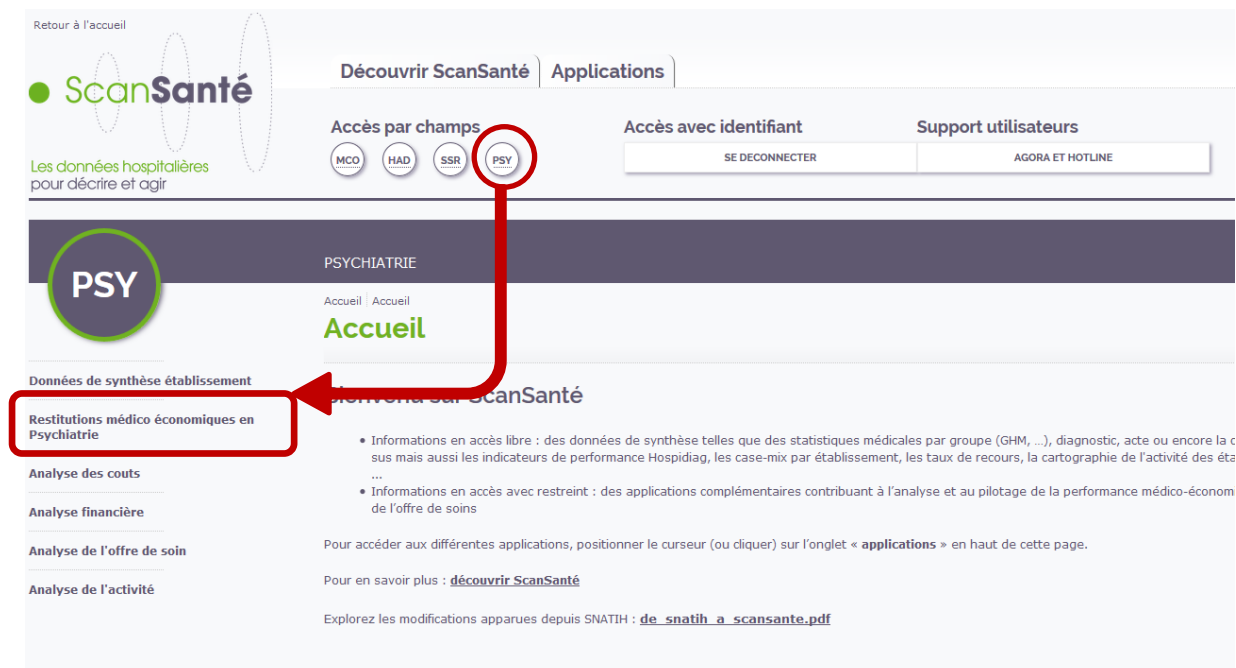 Retour à l'accueil
ScanSanté
Les données hospitalières
pour décrire et agir
Découvrir ScanSanté
Applications
Accès par champs
MCO
HAD
SSR
PSY
Accès avec identifiant
SE DECONNECTER
Support utilisateurs
AGORA ET HOTLINE
PSY
PSYCHIATRIE
Accueil
Accueil
Accueil
Données de synthèse établissement
Restitutions médico économiques en
Psychiatrie
Analyse des couts
Analyse financière
Analyse de l'offre de soin
Analyse de l'activité
sur ScanSanté
• Informations en accès libre : des données de synthèse telles que des statistiques médicales par groupe (GHM, ...), diagnostic, acte ou encore la
sus mais aussi les indicateurs de performance Hospidiag, les case-mix par établissement, les taux de recours, la cartographie de l'activité des
...
• Informations en accès avec restreint : des applications complémentaires contribuant à l'analyse et au pilotage de la performance
de l'offre de soins
Pour accéder aux différentes applications, positionner le curseur (ou cliquer) sur l'onglet « applications » en haut de cette page.
Pour en savoir plus : découvrir ScanSanté
Explorez les modifications apparues depuis SNATIH : de_snatih_a_scansante.pdf